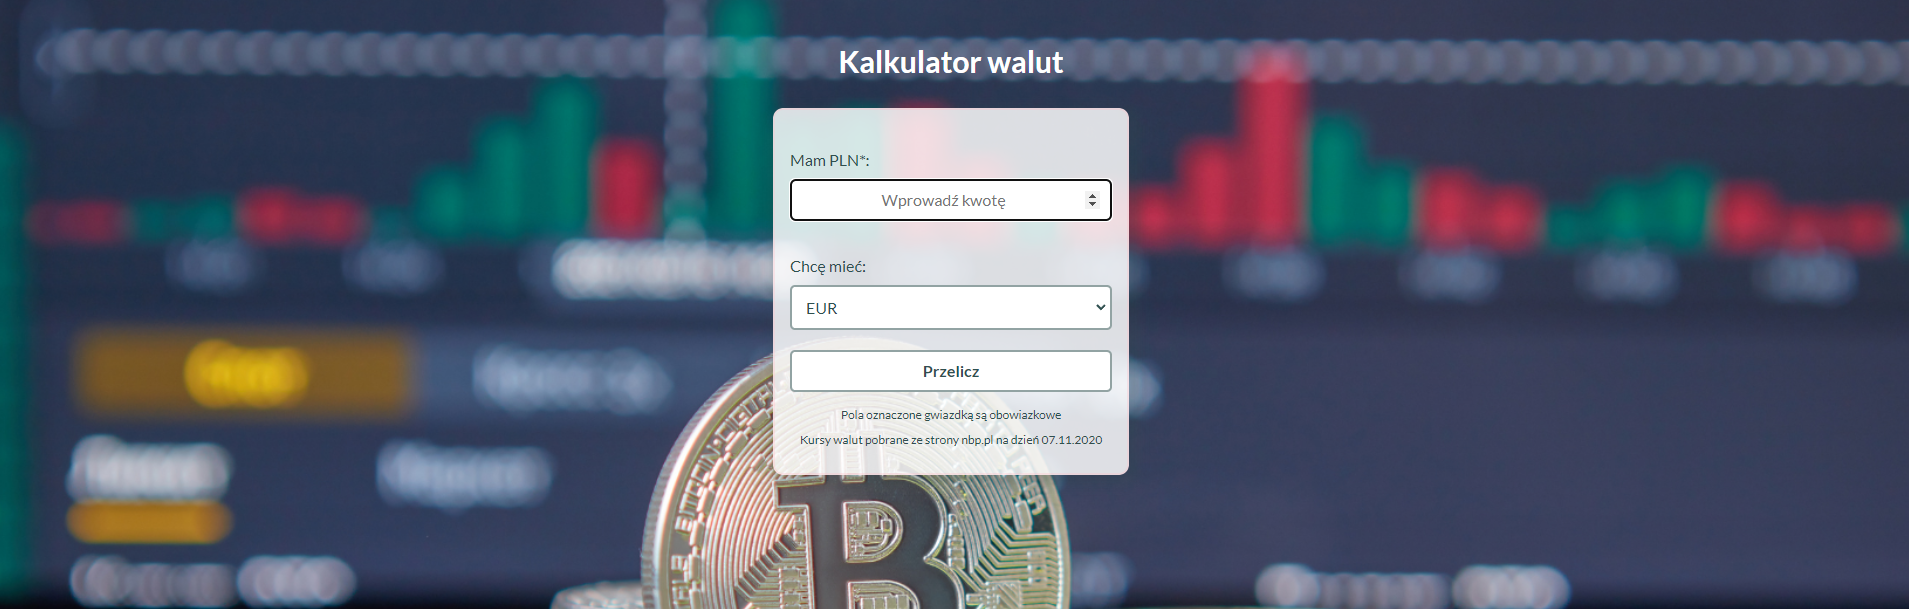 Kalkulator walut
Mam PLN*:
Wprowadź kwotę
Chcę mieć:
EUR
Przelicz
Pola oznaczone gwiazdką są obowiazkowe
Kursy walut pobrane ze strony nbp.pl na dzień 07.11.2020